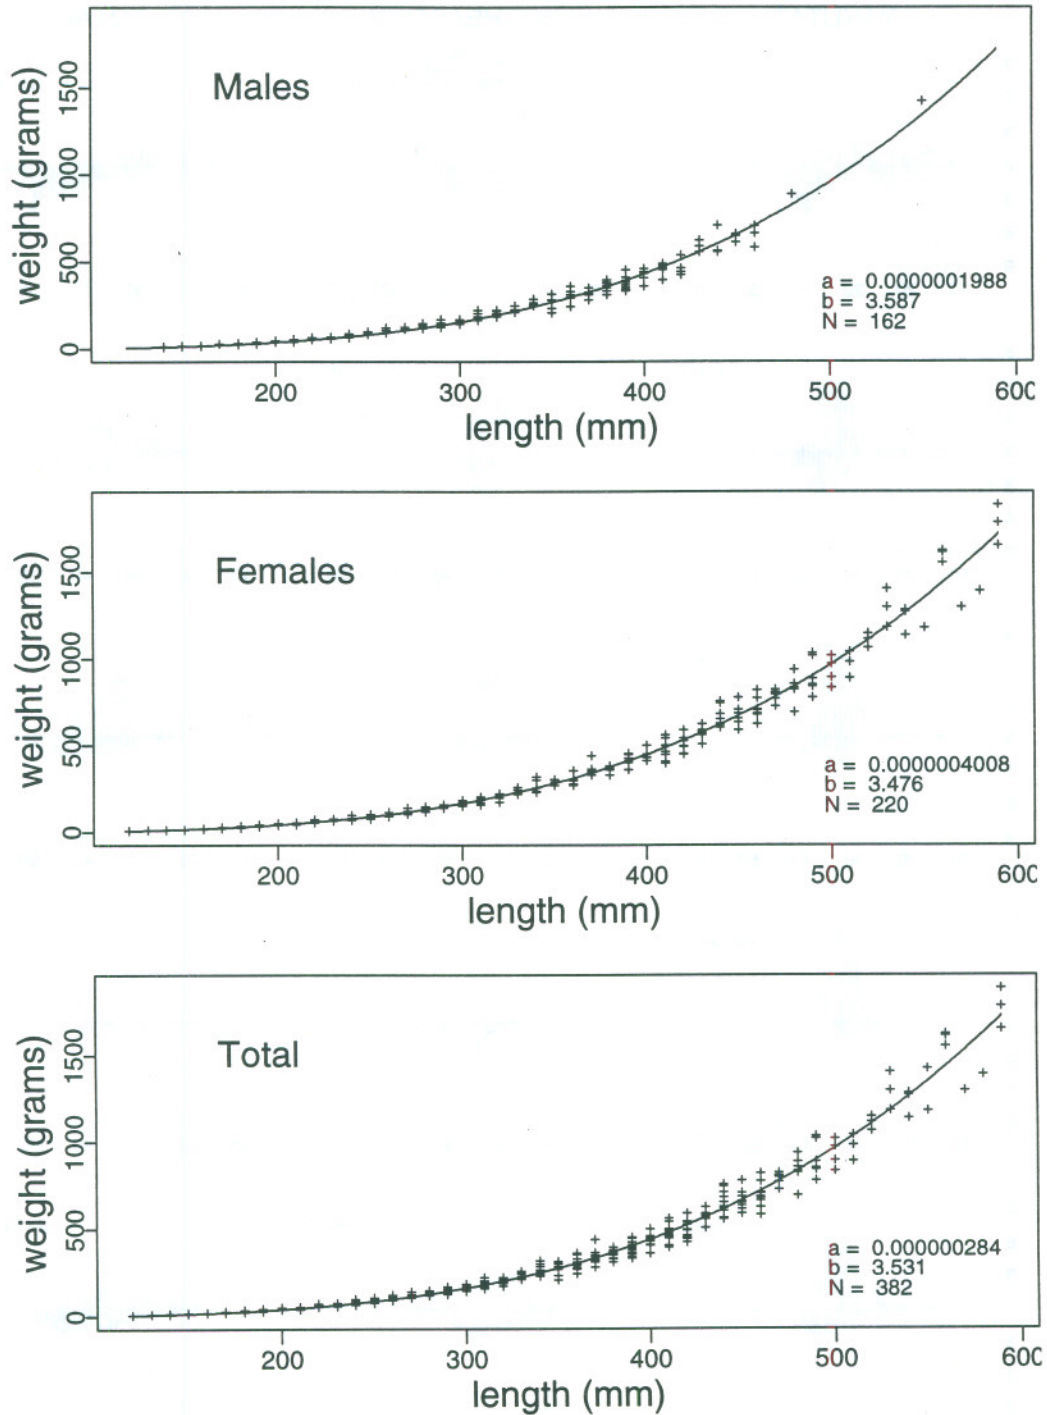 Males
weight (grams)
0 500 1000 1500
a = 0.0000001988
b = 3.587
N = 162
200 300 400 500 600
length (mm)
Females
weight (grams)
0 500 1000 1500
a = 0.0000004008
b = 3.476
N = 220
200 300 400 500 600
length (mm)
Total
weight (grams)
0 500 1000 1500
a = 0.000000284
b = 3.531
N = 382
200 300 400 500 600
length (mm)